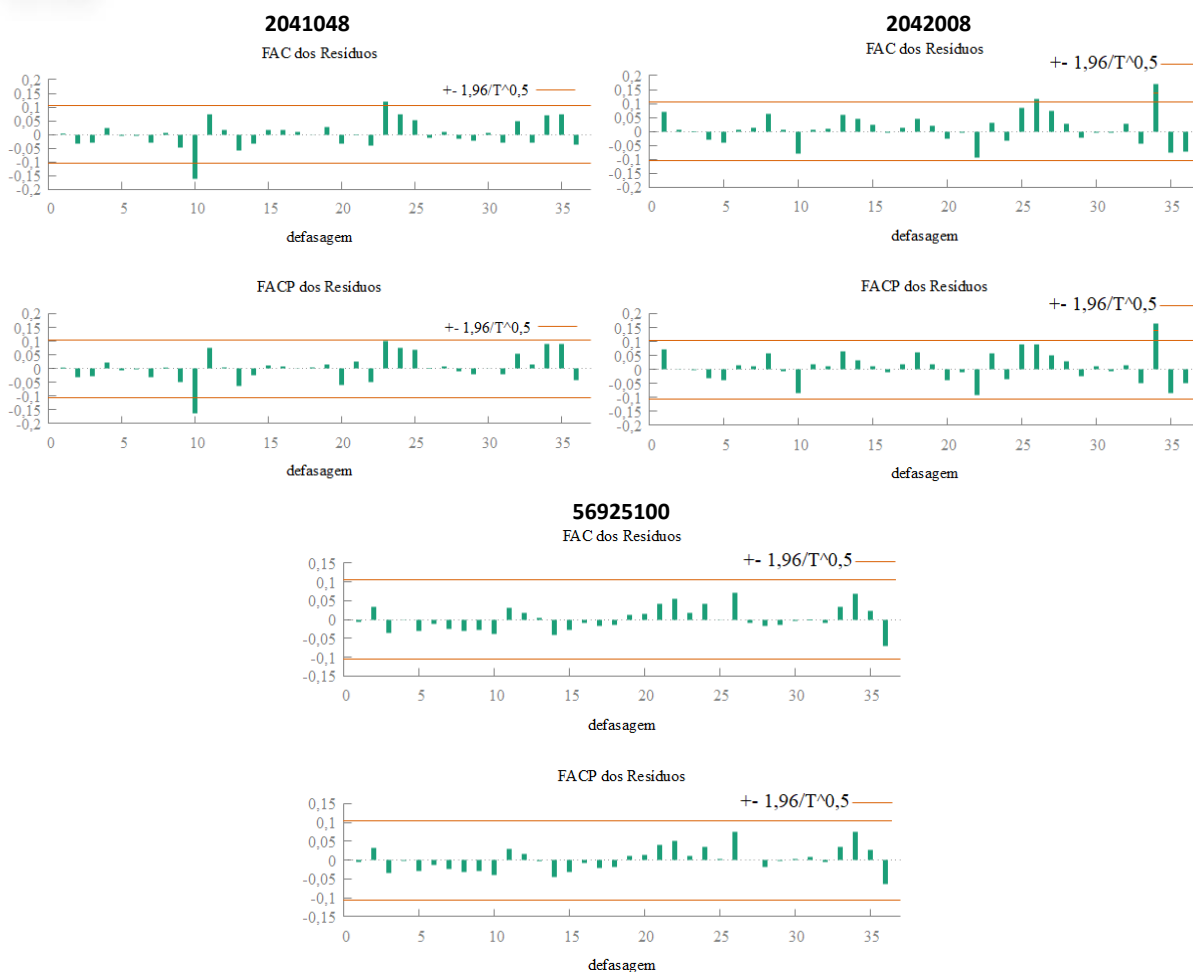 2041048
FAC dos Resíduos
+- 1,96/T^0,5
0,2
0,15
0,1
0,05
0
-0,05
-0,1
-0,15
-0,2
0 5 10 15 20 25 30 35
defasagem
FACP dos Resíduos
+- 1,96/T^0,5
0,2
0,15
0,1
0,05
0
-0,05
-0,1
-0,15
-0,2
0 5 10 15 20 25 30 35
defasagem
2042008
FAC dos Resíduos
+- 1,96/T^0,5
0,2
0,15
0,1
0,05
0
-0,05
-0,1
-0,15
-0,2
0 5 10 15 20 25 30 35
defasagem
FACP dos Resíduos
+- 1,96/T^0,5
0,2
0,15
0,1
0,05
0
-0,05
-0,1
-0,15
-0,2
0 5 10 15 20 25 30 35
defasagem
56925100
FAC dos Resíduos
+- 1,96/T^0,5
0,15
0,1
0,05
0
-0,05
-0,1
-0,15
0 5 10 15 20 25 30 35
defasagem
FACP dos Resíduos
+- 1,96/T^0,5
0,15
0,1
0,05
0
-0,05
-0,1
-0,15
0 5 10 15 20 25 30 35
defasagem